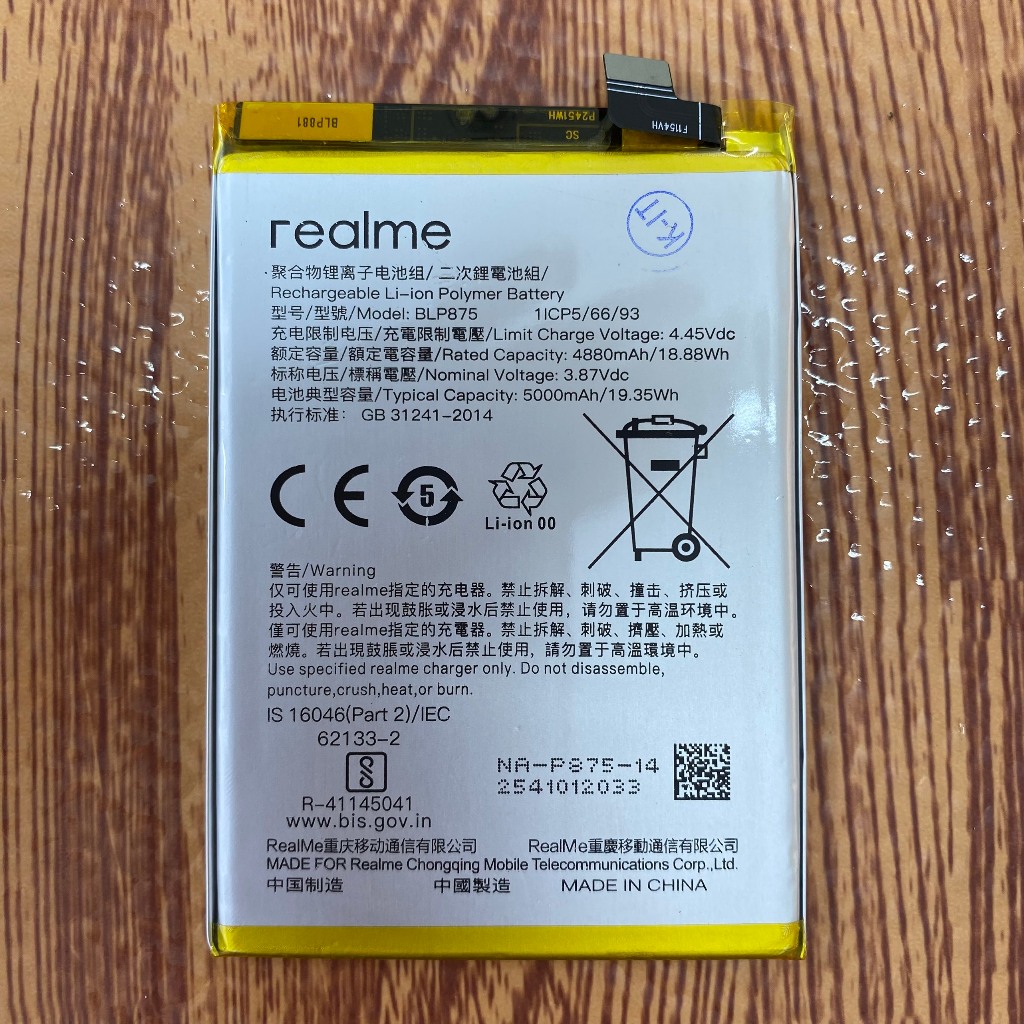 BLP881
SC
P2451WH
F1154VH
realme
K-1T
聚合物锂离子电池组/二次鋰電池組/
Rechargeable Li-ion Polymer Battery
型号/型號/Model: BLP875 1ICP5/66/93
充电限制电压/充電限制電壓/Limit Charge Voltage: 4.45Vdc
额定容量/額定電容量/Rated Capacity: 4880mAh/18.88Wh
标称电压/標稱電壓/Nominal Voltage: 3.87Vdc
电池典型容量/Typical Capacity: 5000mAh/19.35Wh
执行标准: GB 31241-2014
CE
5
Li-ion 00
警告/Warning
仅可使用realme指定的充电器。禁止拆解、刺破、撞击、挤压或
投入火中。若出现鼓胀或浸水后禁止使用，请勿置于高温环境中。
僅可使用realme指定的充電器。禁止拆解、刺破、擠壓、加熱或
燃燒。若出現鼓脹或浸水后禁止使用，請勿置于高溫環境中。
Use specified realme charger only. Do not disassemble,
puncture,crush,heat,or burn.
IS 16046(Part 2)/IEC
62133-2
NA-P875-14
2541012033
R-41145041
www.bis.gov.in
RealMe重庆移动通信有限公司 RealMe重慶移動通信有限公司
MADE FOR Realme Chongqing Mobile Telecommunications Corp.,Ltd.
中国制造 中國製造 MADE IN CHINA